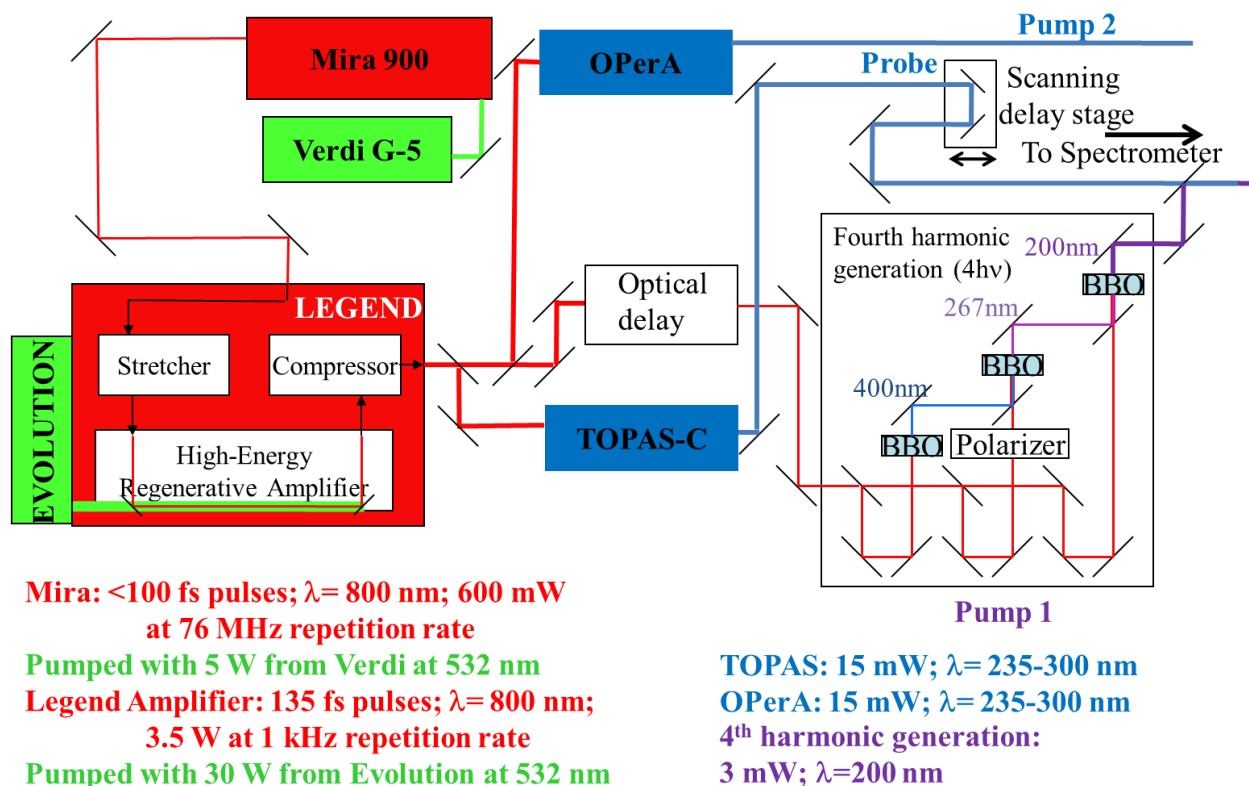 Mira 900
OPerA
Pump 2
Probe
Scanning
delay stage
To Spectrometer
Verdi G-5
Fourth harmonic
generation (4hν)
200nm
BBO
267nm
BBO
400nm
BBO
Polarizer
Optical
delay
LEGEND
Stretcher
Compressor
EVOLUTION
High-Energy
Regenerative Amplifier
TOPAS-C
Pump 1
Mira: <100 fs pulses; λ= 800 nm; 600 mW
at 76 MHz repetition rate
Pumped with 5 W from Verdi at 532 nm
Legend Amplifier: 135 fs pulses; λ= 800 nm;
3.5 W at 1 kHz repetition rate
Pumped with 30 W from Evolution at 532 nm
TOPAS: 15 mW; λ= 235-300 nm
OPerA: 15 mW; λ= 235-300 nm
4th harmonic generation:
3 mW; λ=200 nm